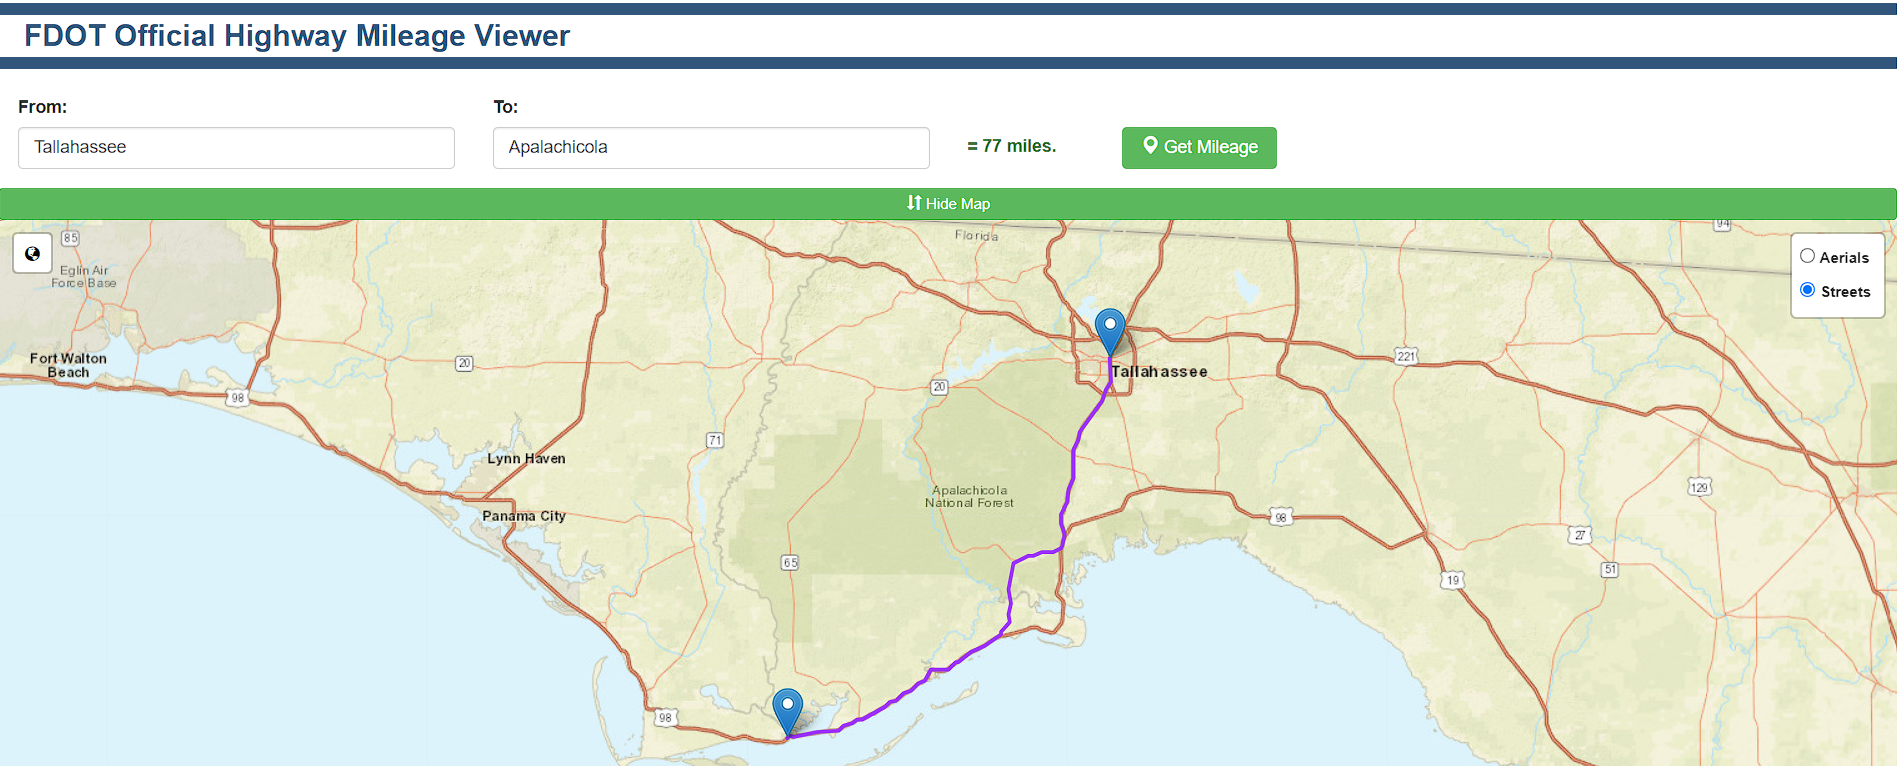 FDOT Official Highway Mileage Viewer
From:
To:
Tallahassee
Apalachicola
= 77 miles.
Get Mileage
Hide Map
Aerials
Streets
85
Eglin Air
Force Base
Florida
94
Fort Walton
Beach
20
98
20
Tallahassee
221
71
Lynn Haven
Panama City
Apalachicola
National Forest
129
98
27
65
51
19
98